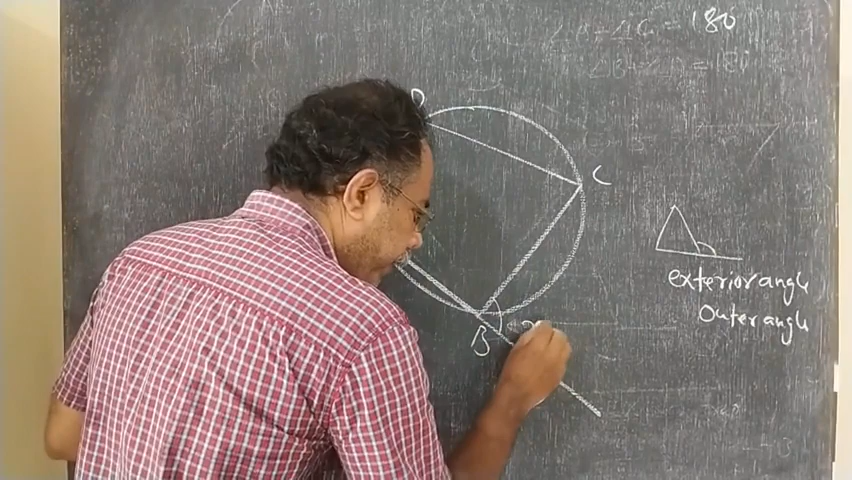 ∠A + ∠C = 180
∠B + ∠D = 180
D
C
exterior angle
Outer angle
B